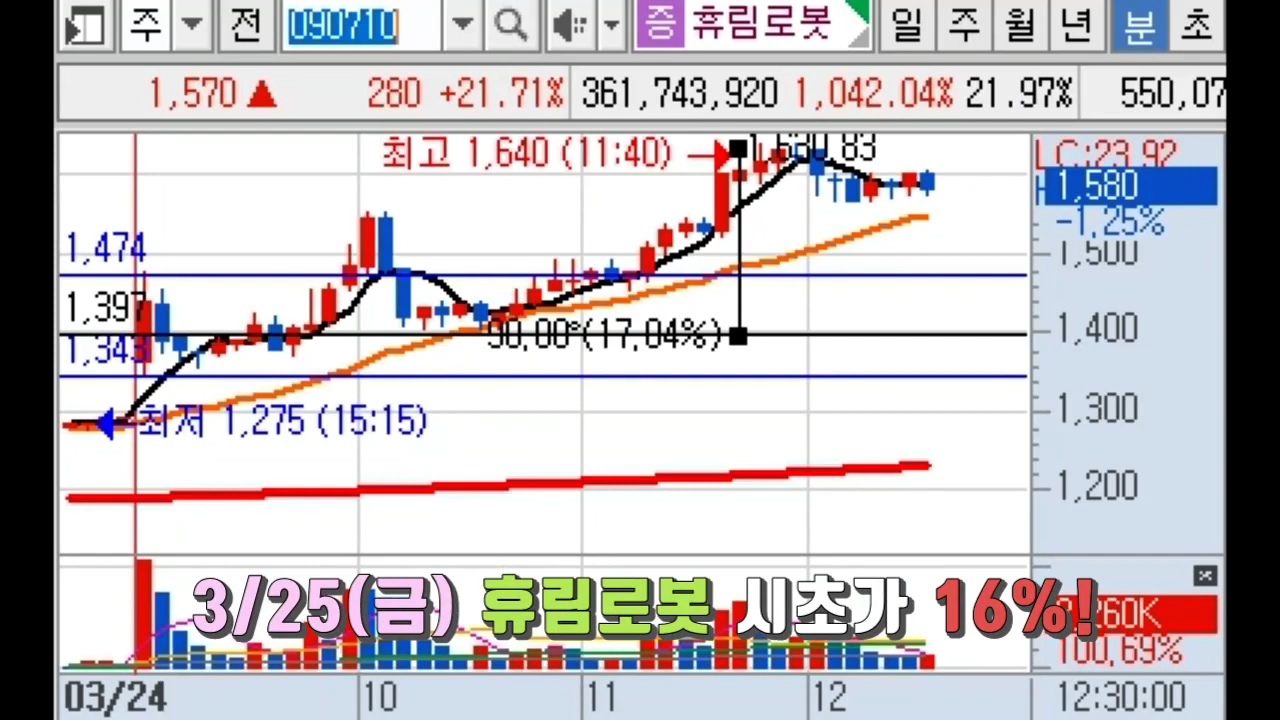 주 전 090710 증 휴림로봇 일 주 월 년 분 초
1,570 ▲ 280 +21.71% 361,743,920 1,042.04% 21.97% 550,07
최고 1,640 (11:40) 1,630.83
LC:23.92
1,580
-1.25%
1,474
1,500
1,397
90.00°(17.04%)
1,400
1,343
최저 1,275 (15:15)
1,300
1,200
3/25(금) 휴림로봇 시초가 16%!
260K
100.69%
03/24 10 11 12 12:30:00